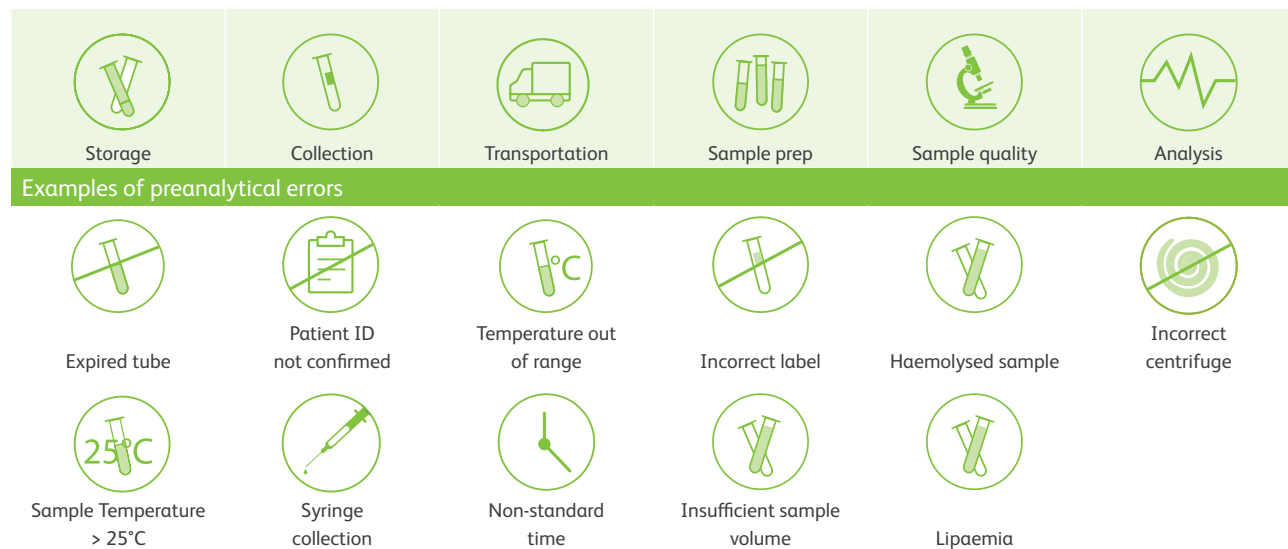 Storage
Collection
Transportation
Sample prep
Sample quality
Analysis
Examples of preanalytical errors
°C
Expired tube
Patient ID
not confirmed
Temperature out
of range
Incorrect label
Haemolysed sample
Incorrect
centrifuge
25°C
Sample Temperature
> 25°C
Syringe
collection
Non-standard
time
Insufficient sample
volume
Lipaemia